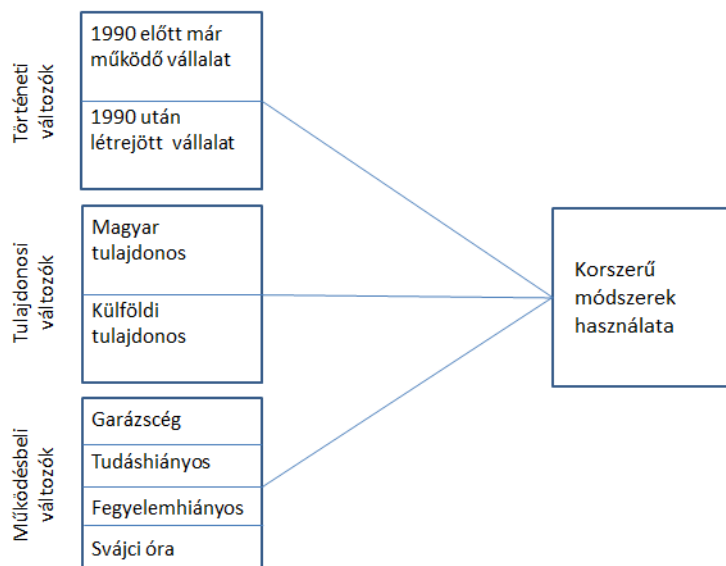 Történeti
változók
1990 előtt már
működő vállalat
1990 után
létrejött vállalat
Tulajdonosi
változók
Magyar
tulajdonos
Külföldi
tulajdonos
Működésbeli
változók
Garázscég
Tudáshiányos
Fegyelemhiányos
Svájci óra
Korszerű
módszerek
használata